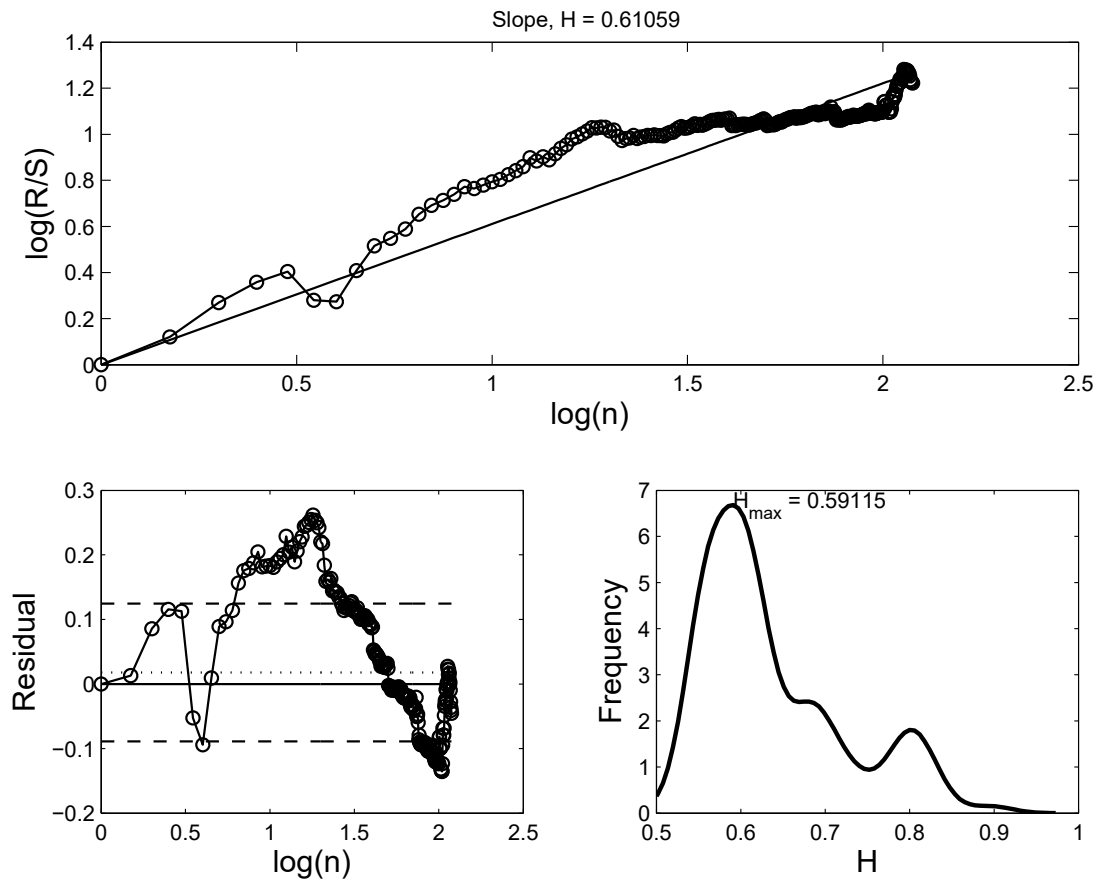 Slope, H = 0.61059
1.4
1.2
1
0.8
0.6
0.4
0.2
0
log(R/S)
0 0.5 1 1.5 2 2.5
log(n)
0.3
0.2
0.1
0
−0.1
−0.2
Residual
0 0.5 1 1.5 2 2.5
log(n)
H_max = 0.59115
7
6
5
4
3
2
1
0
Frequency
0.5 0.6 0.7 0.8 0.9 1
H